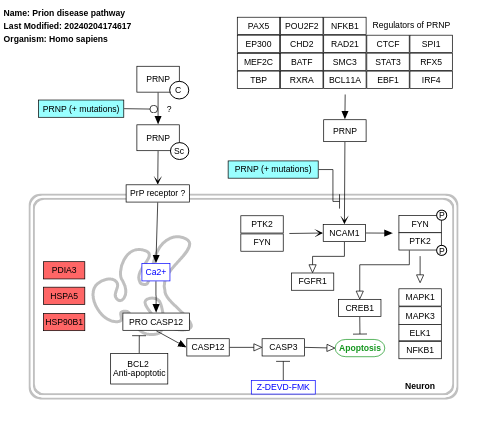 Name: Prion disease pathway
Last Modified: 20240204174617
Organism: Homo sapiens
PAX5 POU2F2 NFKB1 Regulators of PRNP
EP300 CHD2 RAD21 CTCF SPI1
MEF2C BATF SMC3 STAT3 RFX5
TBP RXRA BCL11A EBF1 IRF4
PRNP
C
PRNP (+ mutations)
?
PRNP
Sc
PRNP
PRNP (+ mutations)
PrP receptor ?
PTK2
FYN
NCAM1
FYN
P
PTK2
P
PDIA3
HSPA5
HSP90B1
Ca2+
FGFR1
CREB1
MAPK1
MAPK3
ELK1
NFKB1
PRO CASP12
CASP12
CASP3
Apoptosis
BCL2
Anti-apoptotic
Z-DEVD-FMK
Neuron